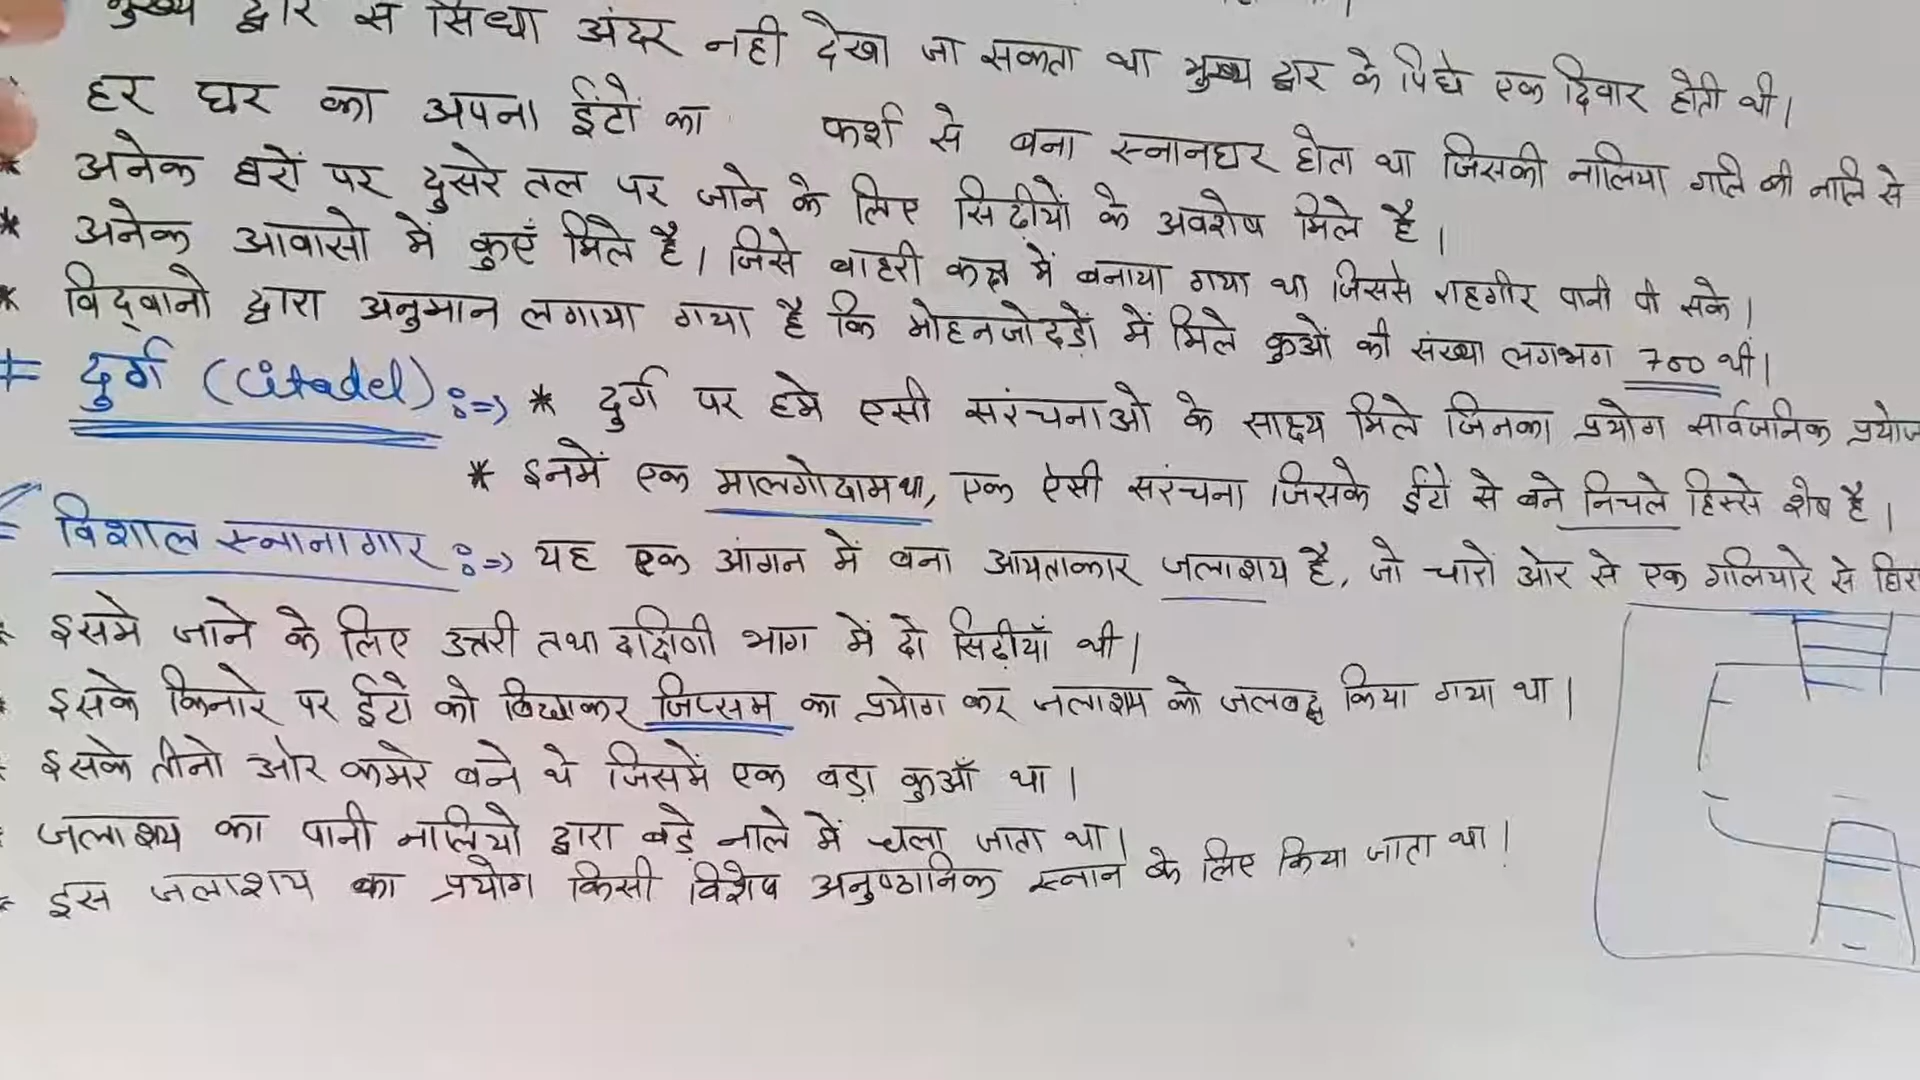 मुख्य द्वार से सिधा अंदर नही देखा जा सकता था मुख्य द्वार के पिछे एक दिवार होती थी।
हर घर का अपना ईंटों का फर्श से बना स्नानघर होता था जिसकी नालिया गलि की नालि से
* अनेक घरों पर दुसरे तल पर जाने के लिए सिढ़ीयों के अवशेष मिले है।
* अनेक आवासो में कुएं मिले है। जिसे बाहरी कक्ष में बनाया गया था जिससे राहगीर पानी पी सके।
* विद्वानो द्वारा अनुमान लगाया गया है कि मोहनजोदड़ों में मिले कुओं की संख्या लगभग 700 थी।
दुर्ग (Citadel) :=> * दुर्ग पर हमे एसी सरंचनाओ के साक्ष्य मिले जिनका प्रयोग सार्वजनिक प्रयोज
* इनमें एक मालगोदाम था, एक ऐसी सरंचना जिसके ईटों से बने निचले हिस्से शेष है।
विशाल स्नानागार :=> यह एक आंगन में बना आयताकार जलाशय है, जो चारो ओर से एक गलियारे से घिरा
* इसमे जाने के लिए उत्तरी तथा दक्षिणी भाग में दो सिढ़ीयाँ थी।
* इसके किनारे पर ईटों को बिछाकर जिप्सम का प्रयोग कर जलाशय को जलबद्ध किया गया था।
* इसके तीनो ओर कमरे बने थे जिसमें एक बड़ा कुआँ था।
* जलाशय का पानी नालियो द्वारा बड़े नाले में चला जाता था।
* इस जलाशय का प्रयोग किसी विशेष अनुष्ठानिक स्नान के लिए किया जाता था।